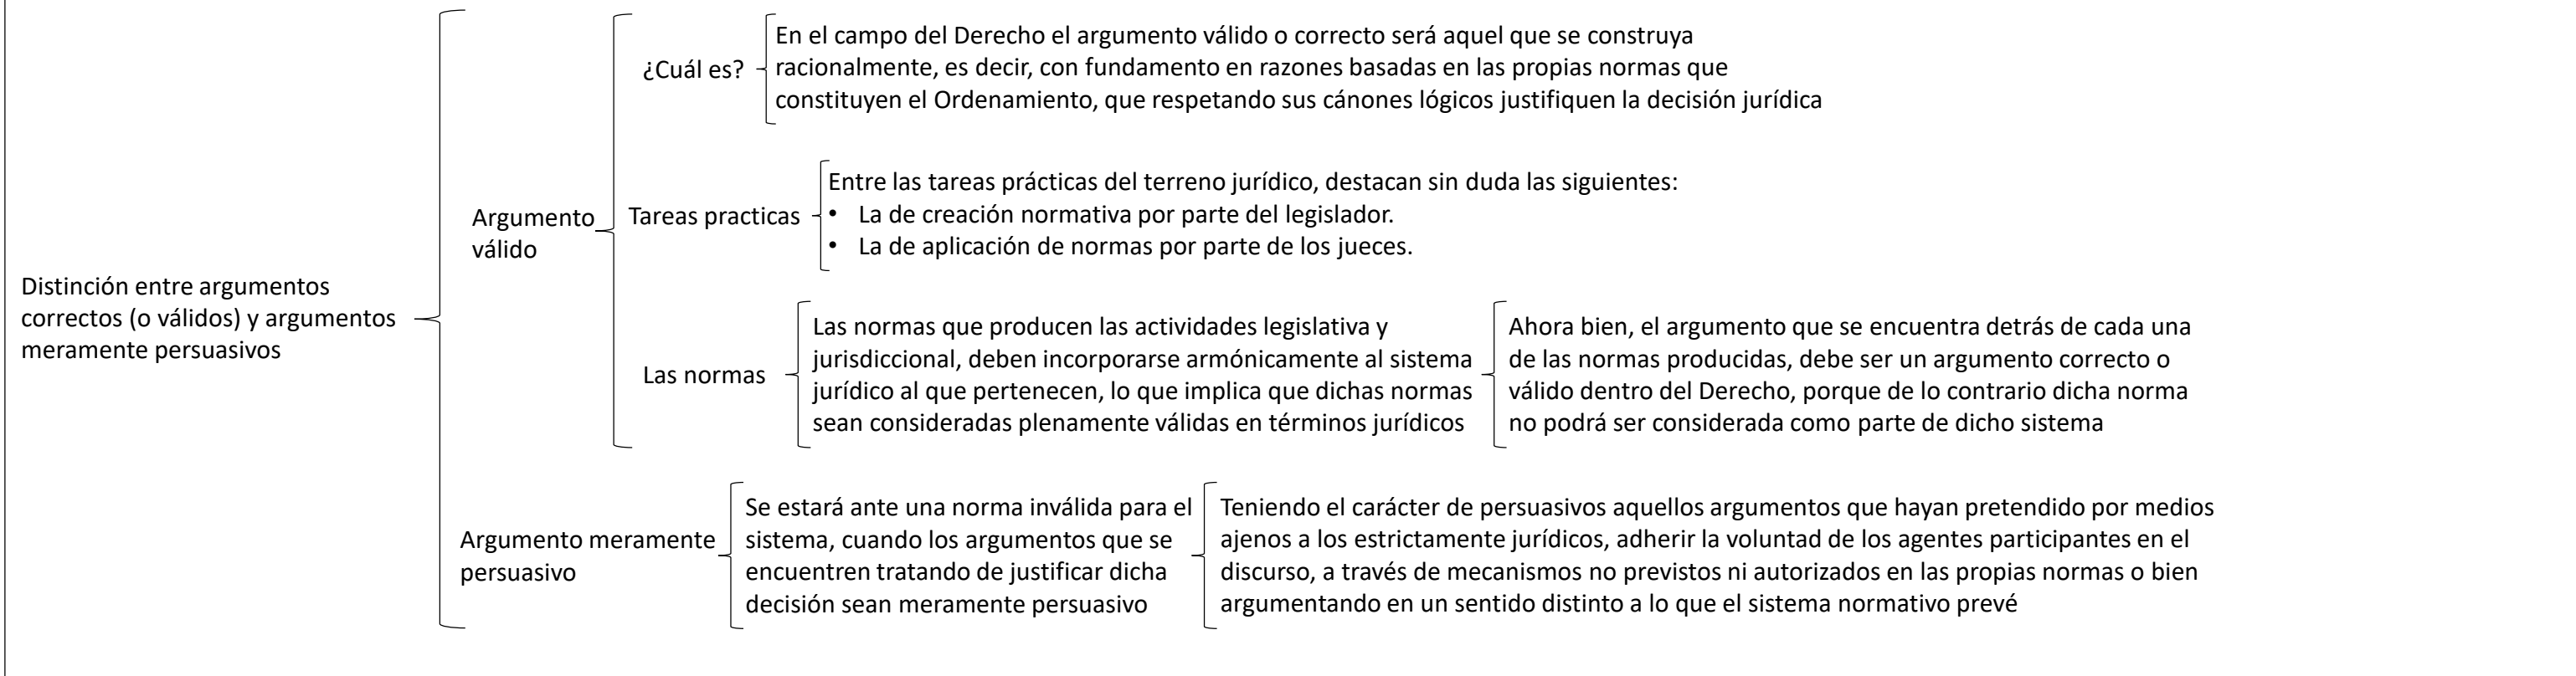 Distinción entre argumentos
correctos (o válidos) y argumentos
meramente persuasivos
Argumento
válido
¿Cuál es?
En el campo del Derecho el argumento válido o correcto será aquel que se construya
racionalmente, es decir, con fundamento en razones basadas en las propias normas que
constituyen el Ordenamiento, que respetando sus cánones lógicos justifiquen la decisión jurídica
Tareas practicas
Entre las tareas prácticas del terreno jurídico, destacan sin duda las siguientes:
• La de creación normativa por parte del legislador.
• La de aplicación de normas por parte de los jueces.
Las normas
Las normas que producen las actividades legislativa y
jurisdiccional, deben incorporarse armónicamente al sistema
jurídico al que pertenecen, lo que implica que dichas normas
sean consideradas plenamente válidas en términos jurídicos
Ahora bien, el argumento que se encuentra detrás de cada una
de las normas producidas, debe ser un argumento correcto o
válido dentro del Derecho, porque de lo contrario dicha norma
no podrá ser considerada como parte de dicho sistema
Argumento meramente
persuasivo
Se estará ante una norma inválida para el
sistema, cuando los argumentos que se
encuentren tratando de justificar dicha
decisión sean meramente persuasivo
Teniendo el carácter de persuasivos aquellos argumentos que hayan pretendido por medios
ajenos a los estrictamente jurídicos, adherir la voluntad de los agentes participantes en el
discurso, a través de mecanismos no previstos ni autorizados en las propias normas o bien
argumentando en un sentido distinto a lo que el sistema normativo prevé